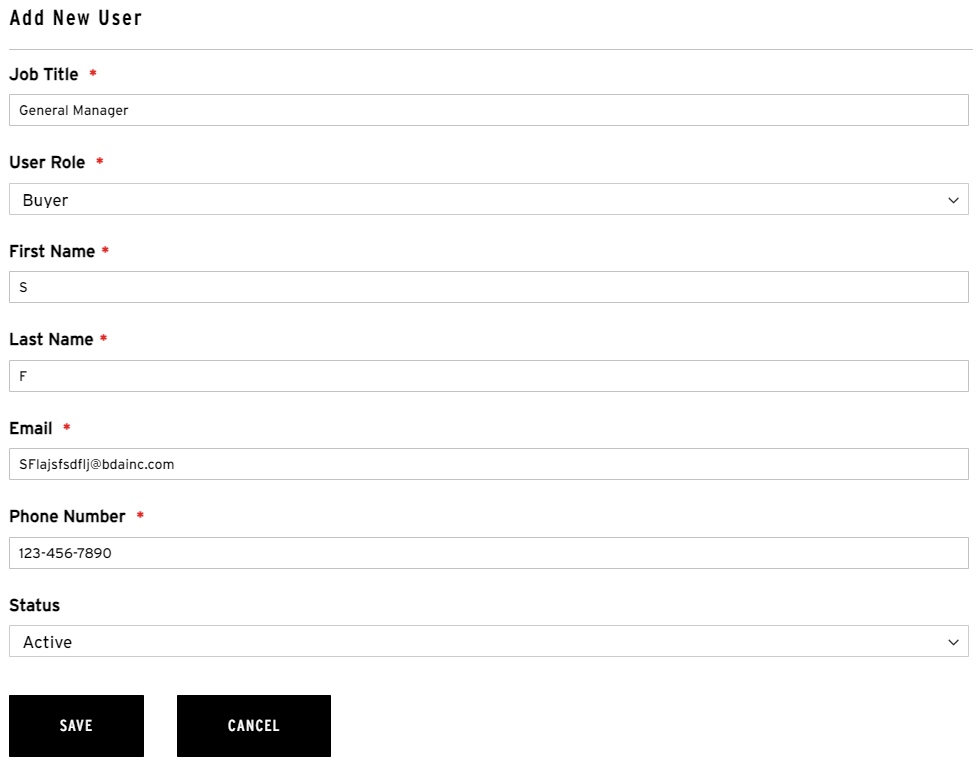 Add New User
Job Title *
General Manager
User Role *
Buyer
First Name *
S
Last Name *
F
Email *
SFlajsfsdflj@bdainc.com
Phone Number *
123-456-7890
Status
Active
SAVE CANCEL